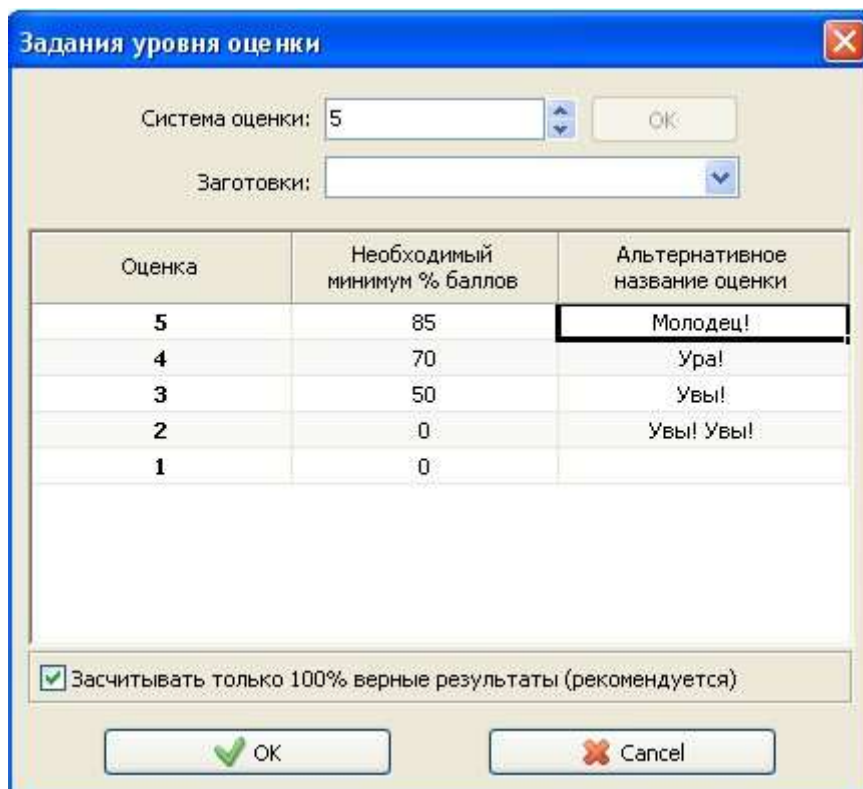 Задания уровня оценки
Система оценки: 5 OK
Заготовки:
Оценка Необходимый минимум % баллов Альтернативное название оценки
5 85 Молодец!
4 70 Ура!
3 50 Увы!
2 0 Увы! Увы!
1 0
Засчитывать только 100% верные результаты (рекомендуется)
OK Cancel